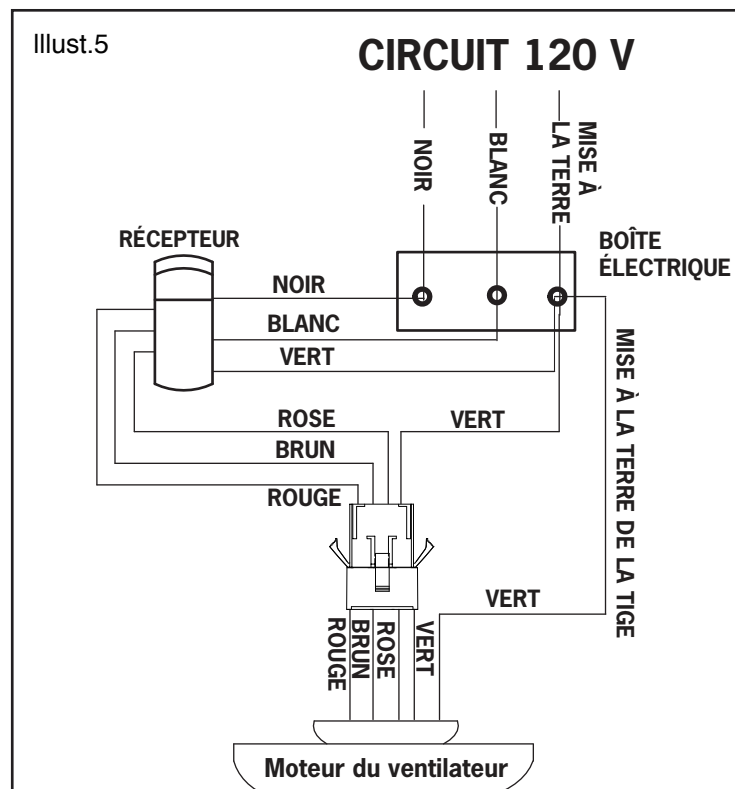 Illust.5
CIRCUIT 120 V
NOIR
BLANC
MISE À
LA TERRE
RÉCEPTEUR
BOÎTE
ÉLECTRIQUE
NOIR
BLANC
VERT
MISE À LA TERRE DE LA TIGE
ROSE
VERT
BRUN
ROUGE
VERT
ROUGE
BRUN
ROSE
VERT
Moteur du ventilateur